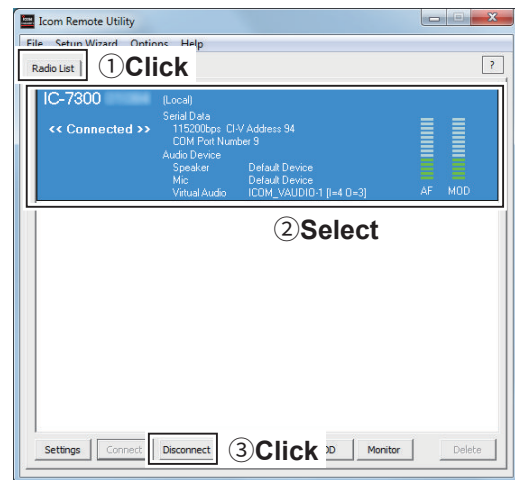 Icom Remote Utility
File Setup Wizard Options Help
Radio List ①Click ?
IC-7300 (Local)
<< Connected >>
Serial Data
115200bps CI-V Address 94
COM Port Number 9
Audio Device
Speaker Default Device
Mic Default Device
Virtual Audio ICOM_VAUDIO-1 [I=4 O=3] AF MOD
②Select
Settings Connect Disconnect ③Click Monitor Delete